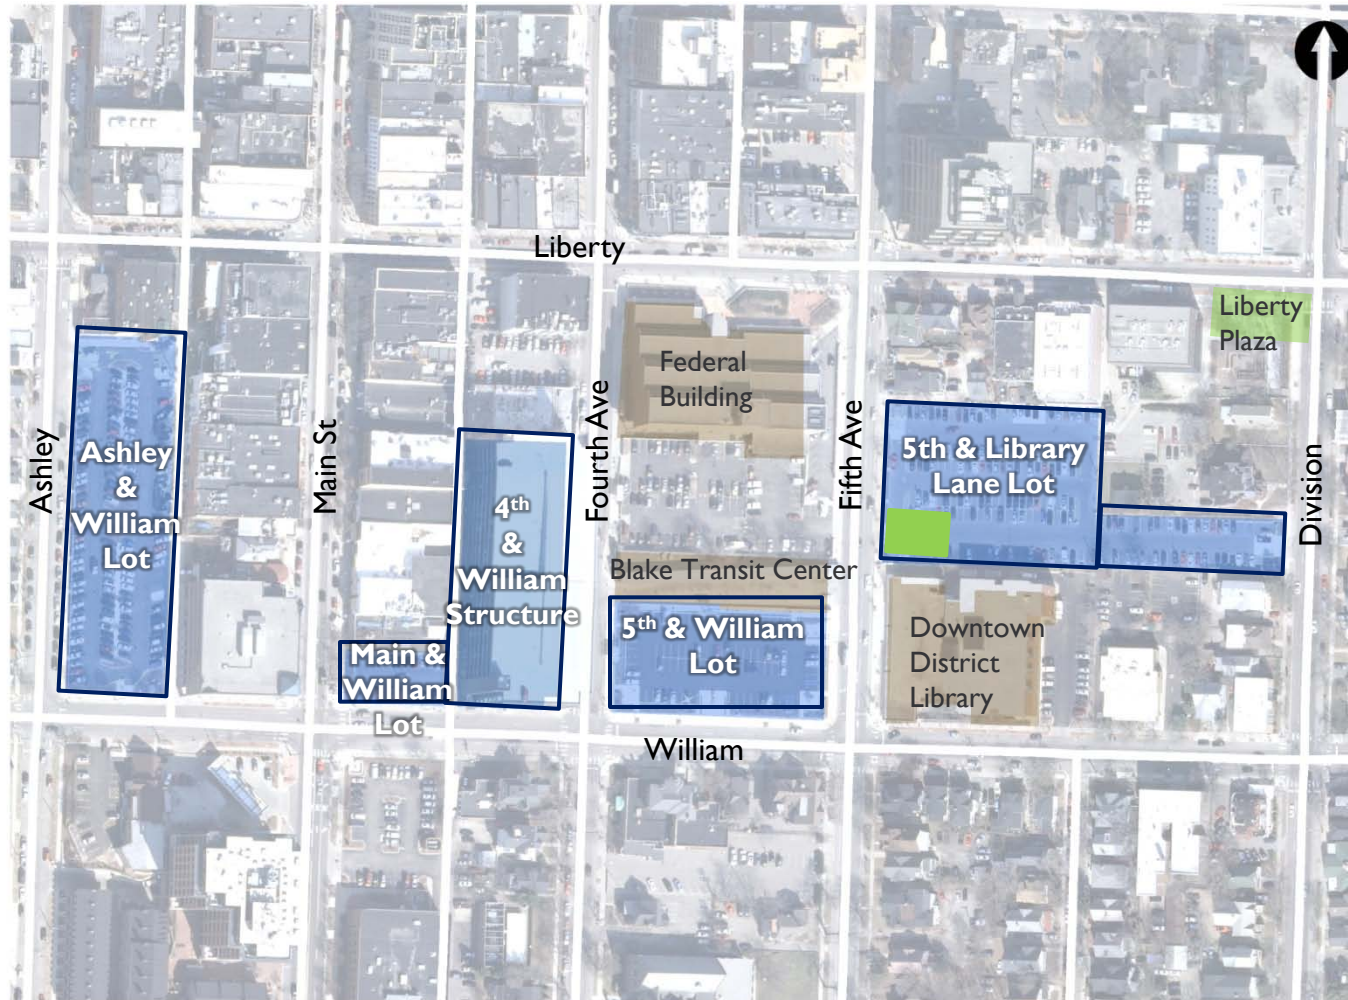 Liberty
Liberty
Plaza
Federal
Building
Ashley
Main St
Fourth Ave
Fifth Ave
Division
Ashley
&
William
Lot
4th
&
William
Structure
5th & Library
Lane Lot
Blake Transit Center
5th & William
Lot
Downtown
District
Library
Main &
William
Lot
William